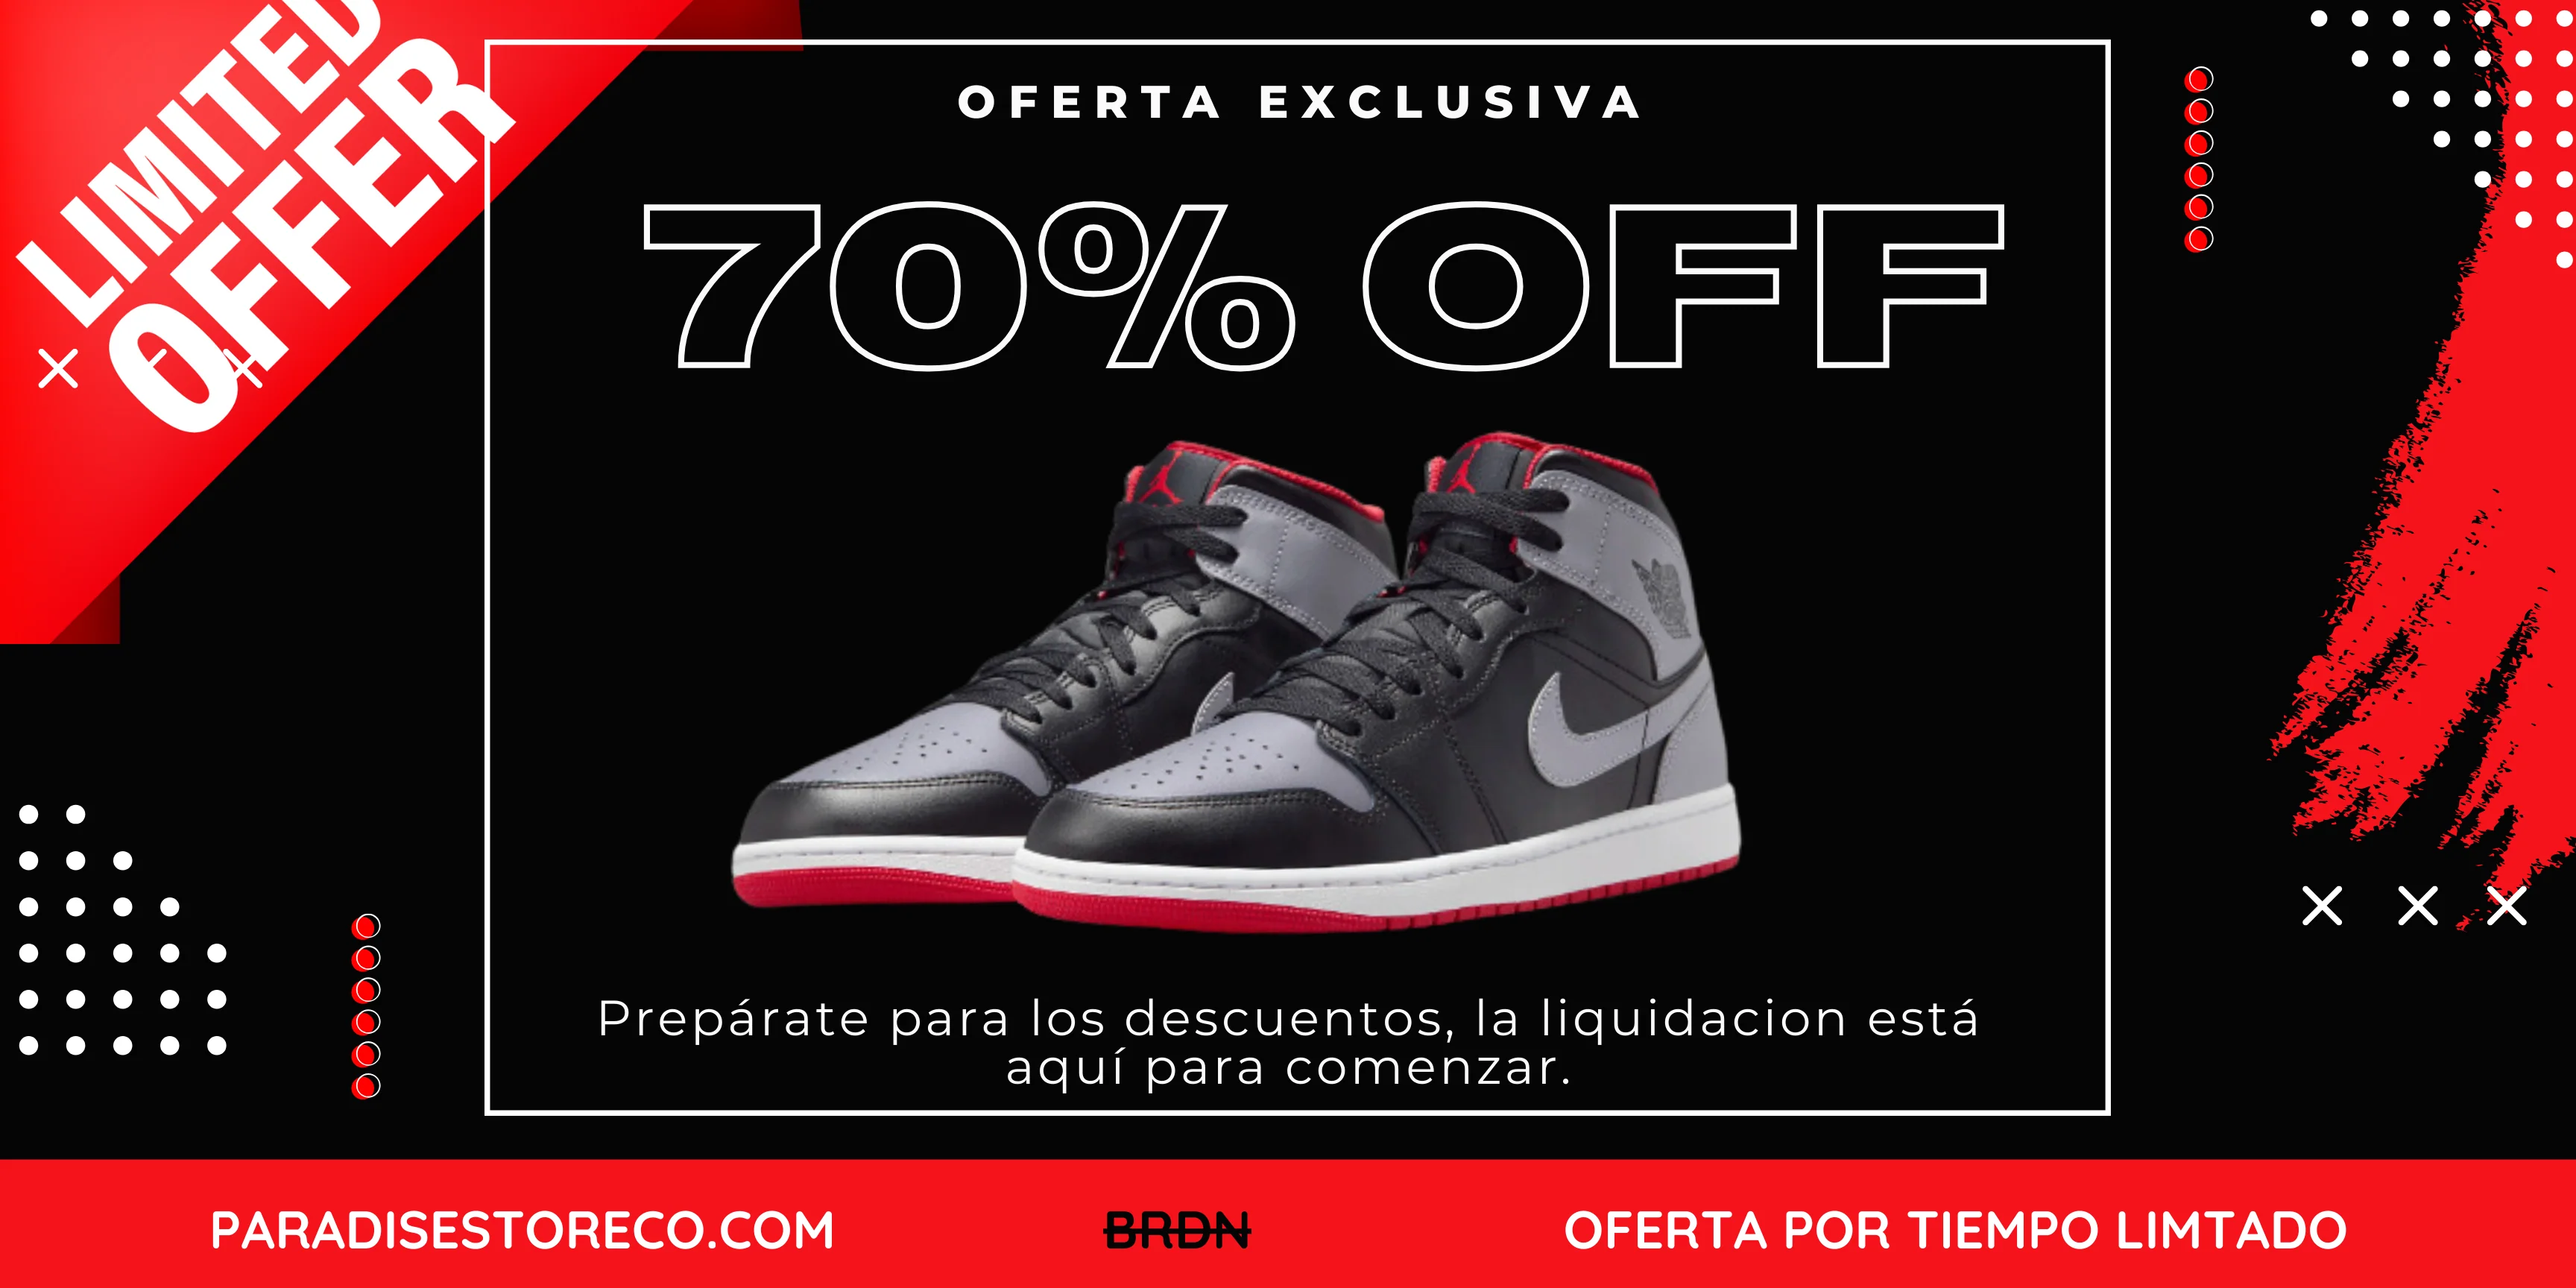 LIMITED
OFFER
OFERTA EXCLUSIVA
70% OFF
Prepárate para los descuentos, la liquidacion está
aquí para comenzar.
PARADISESTORECO.COM
BRDN
OFERTA POR TIEMPO LIMTADO